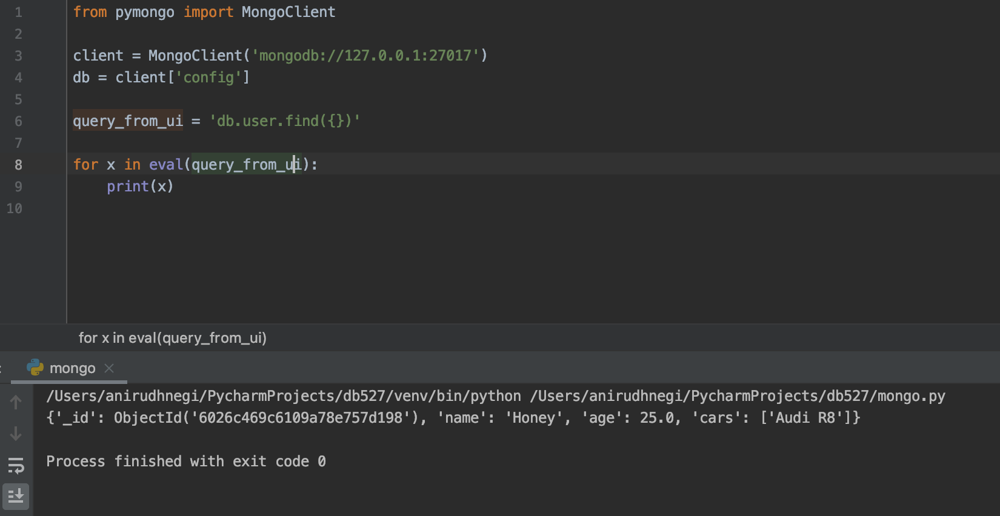 1 from pymongo import MongoClient
2
3 client = MongoClient('mongodb://127.0.0.1:27017')
4 db = client['config']
5
6 query_from_ui = 'db.user.find({})'
7
8 for x in eval(query_from_ui):
9     print(x)
10
for x in eval(query_from_ui)
: mongo ×
/Users/anirudhnegi/PycharmProjects/db527/venv/bin/python /Users/anirudhnegi/PycharmProjects/db527/mongo.py
{'_id': ObjectId('6026c469c6109a78e757d198'), 'name': 'Honey', 'age': 25.0, 'cars': ['Audi R8']}
Process finished with exit code 0